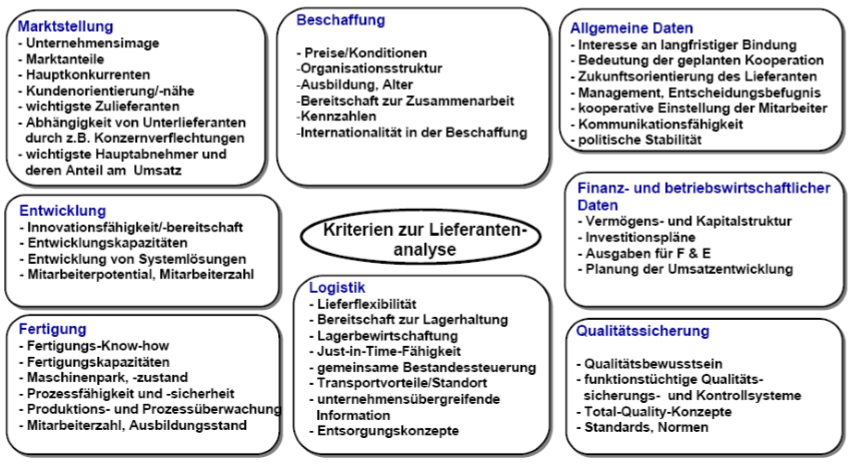 Marktstellung
- Unternehmensimage
- Marktanteile
- Hauptkonkurrenten
- Kundenorientierung/-nähe
- wichtigste Zulieferanten
- Abhängigkeit von Unterlieferanten
durch z.B. Konzernverflechtungen
- wichtigste Hauptabnehmer und
deren Anteil am Umsatz
Beschaffung
- Preise/Konditionen
-Organisationsstruktur
-Ausbildung, Alter
-Bereitschaft zur Zusammenarbeit
-Kennzahlen
-Internationalität in der Beschaffung
Allgemeine Daten
- Interesse an langfristiger Bindung
- Bedeutung der geplanten Kooperation
- Zukunftsorientierung des Lieferanten
- Management, Entscheidungsbefugnis
- kooperative Einstellung der Mitarbeiter
- Kommunikationsfähigkeit
- politische Stabilität
Entwicklung
- Innovationsfähigkeit/-bereitschaft
- Entwicklungskapazitäten
- Entwicklung von Systemlösungen
- Mitarbeiterpotential, Mitarbeiterzahl
Kriterien zur Lieferanten-
analyse
Finanz- und betriebswirtschaftlicher
Daten
- Vermögens- und Kapitalstruktur
- Investitionpläne
- Ausgaben für F & E
- Planung der Umsatzentwicklung
Fertigung
- Fertigungs-Know-how
- Fertigungskapazitäten
- Maschinenpark, -zustand
- Prozessfähigkeit und -sicherheit
- Produktions- und Prozessüberwachung
- Mitarbeiterzahl, Ausbildungsstand
Logistik
- Lieferflexibilität
- Bereitschaft zur Lagerhaltung
- Lagerbewirtschaftung
- Just-in-Time-Fähigkeit
- gemeinsame Bestandessteuerung
- Transportvorteile/Standort
- unternehmensübergreifende
Information
- Entsorgungskonzepte
Qualitätssicherung
- Qualitätsbewusstsein
- funktionstüchtige Qualitäts-
sicherungs- und Kontrollsysteme
- Total-Quality-Konzepte
- Standards, Normen